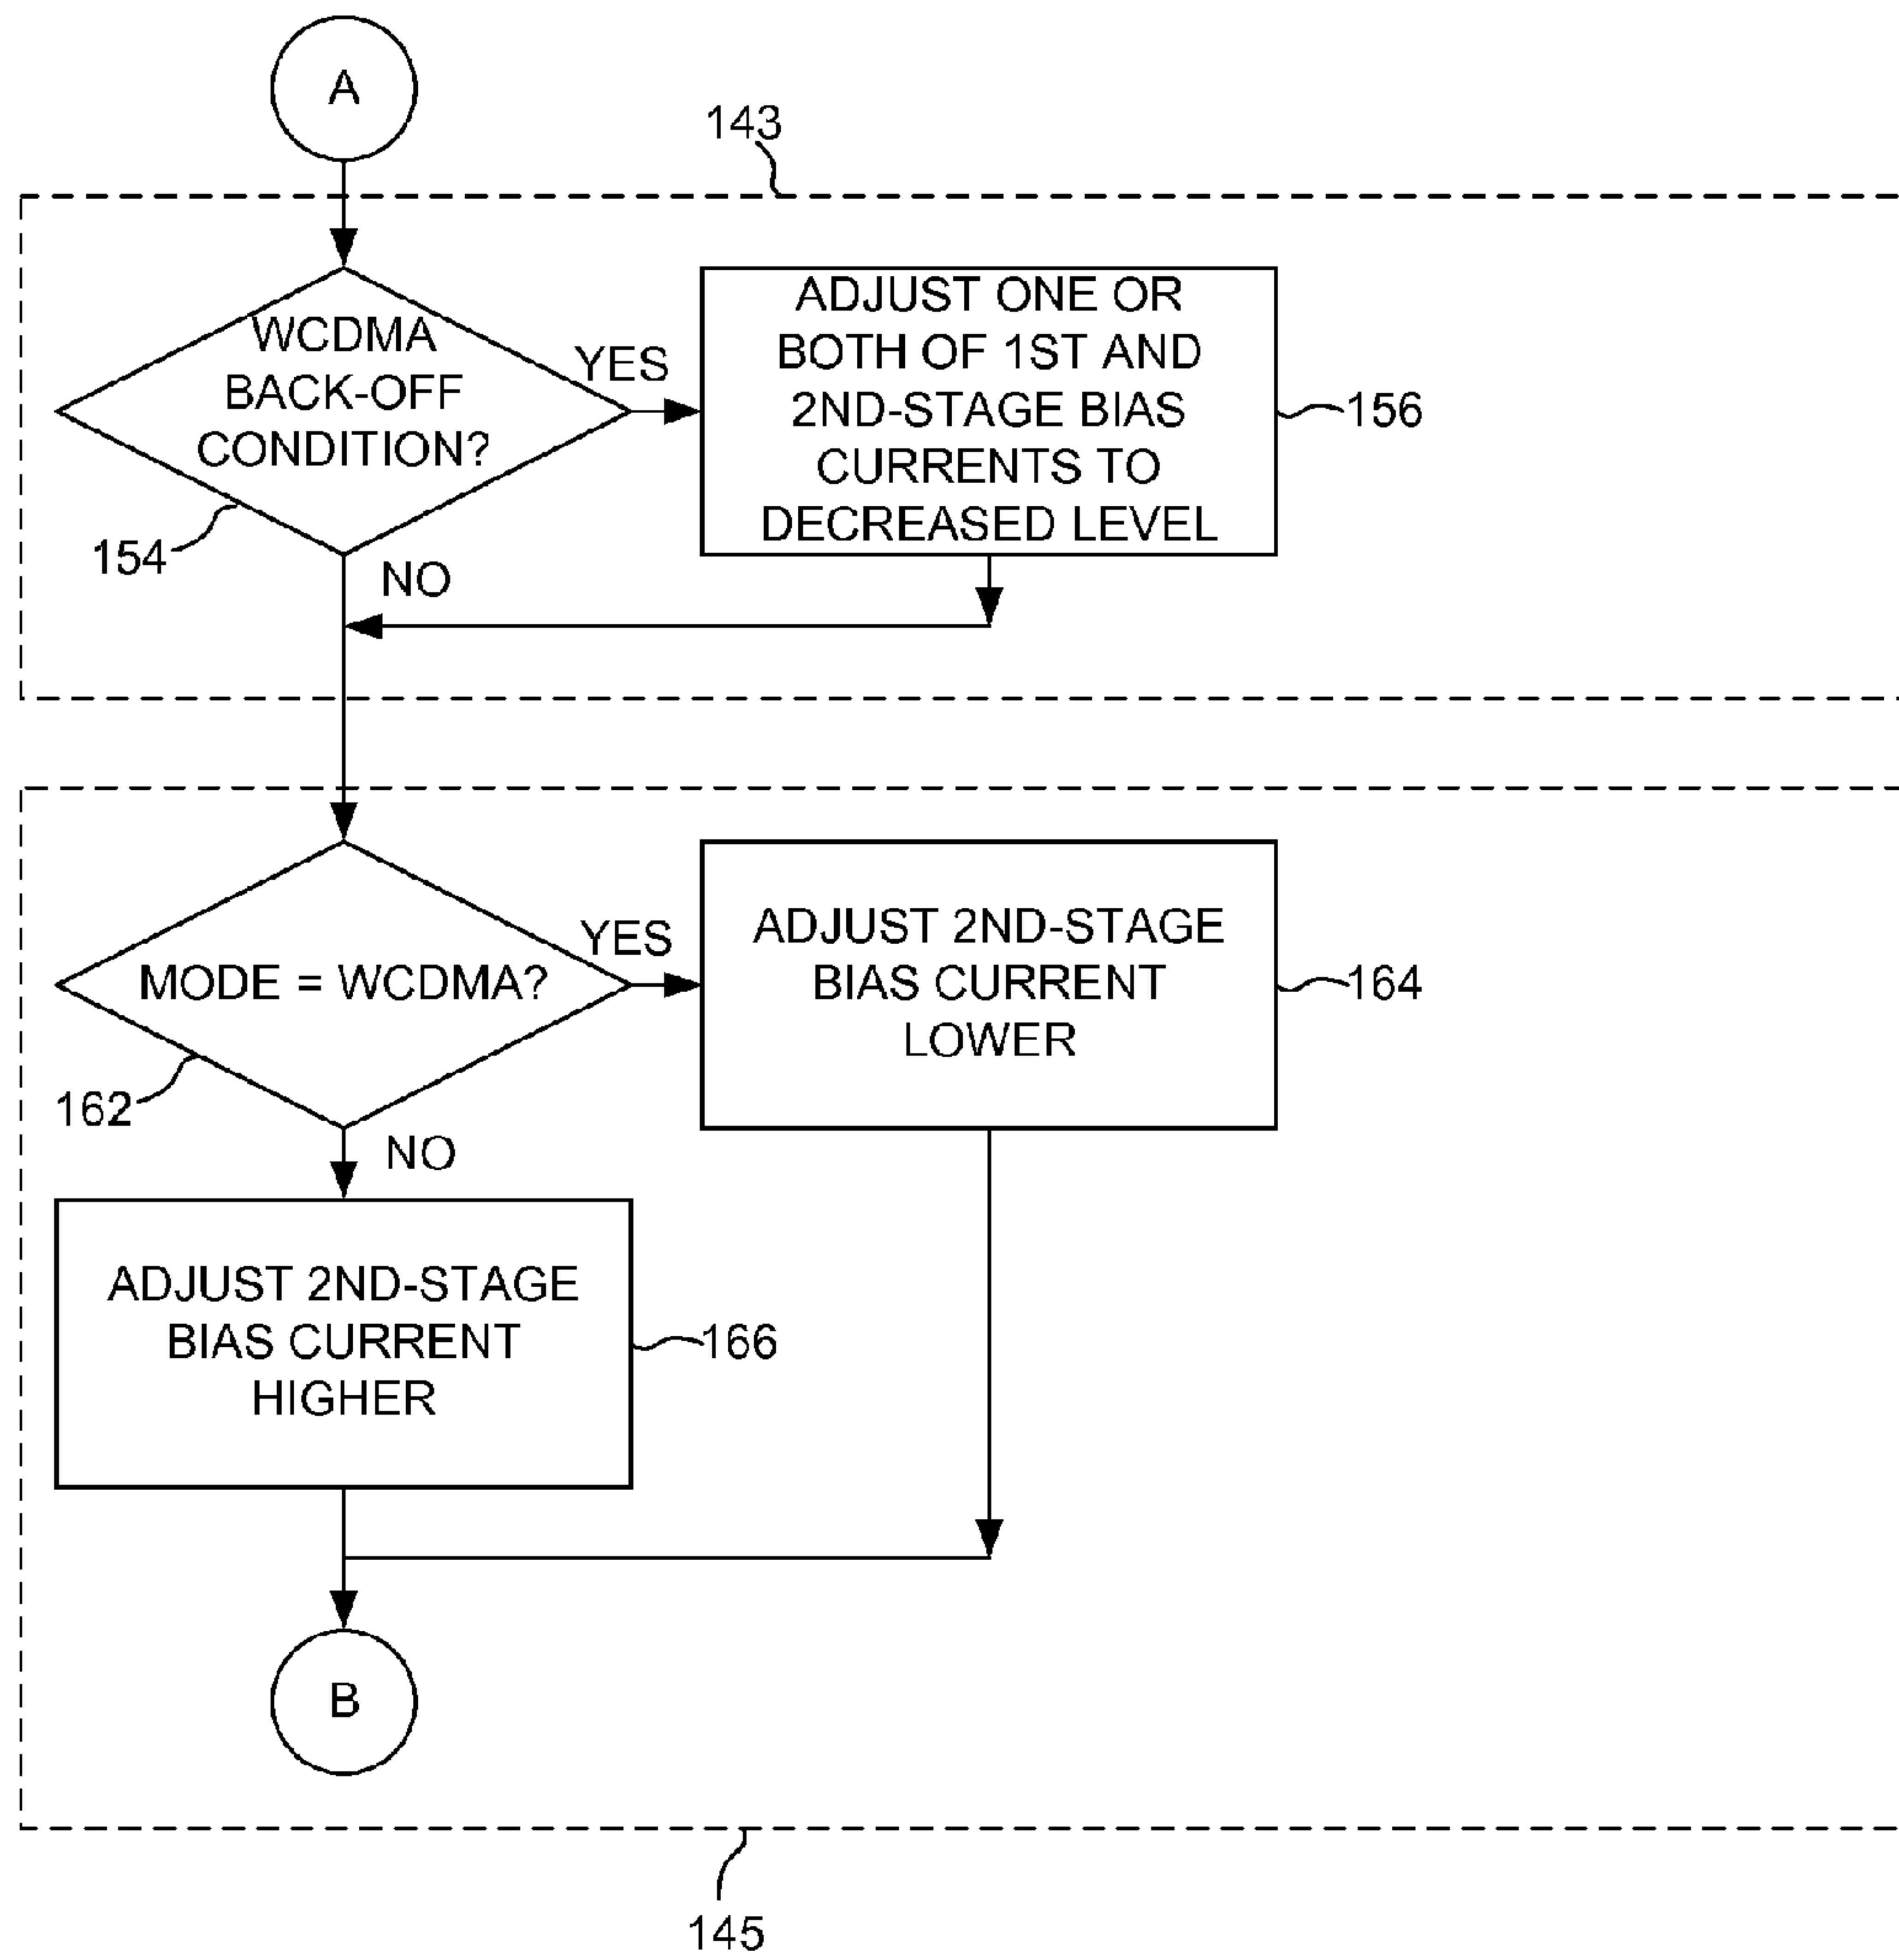 A
143
WCDMA
BACK-OFF
CONDITION?
YES
ADJUST ONE OR
BOTH OF 1ST AND
2ND-STAGE BIAS
CURRENTS TO
DECREASED LEVEL
156
154
NO
MODE = WCDMA?
YES
ADJUST 2ND-STAGE
BIAS CURRENT
LOWER
164
162
NO
ADJUST 2ND-STAGE
BIAS CURRENT
HIGHER
166
B
145